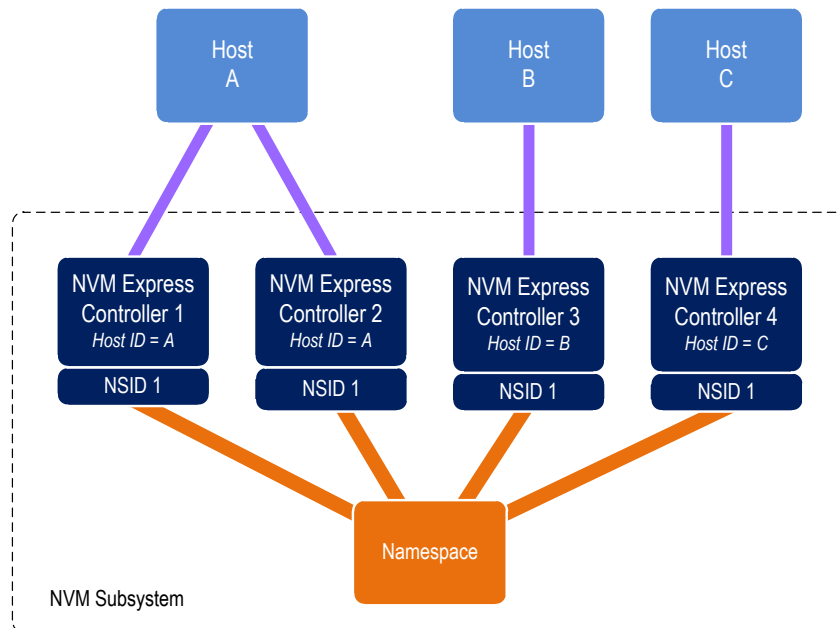 Host
A
Host
B
Host
C
NVM Express
Controller 1
Host ID = A
NVM Express
Controller 2
Host ID = A
NVM Express
Controller 3
Host ID = B
NVM Express
Controller 4
Host ID = C
NSID 1
NSID 1
NSID 1
NSID 1
Namespace
NVM Subsystem